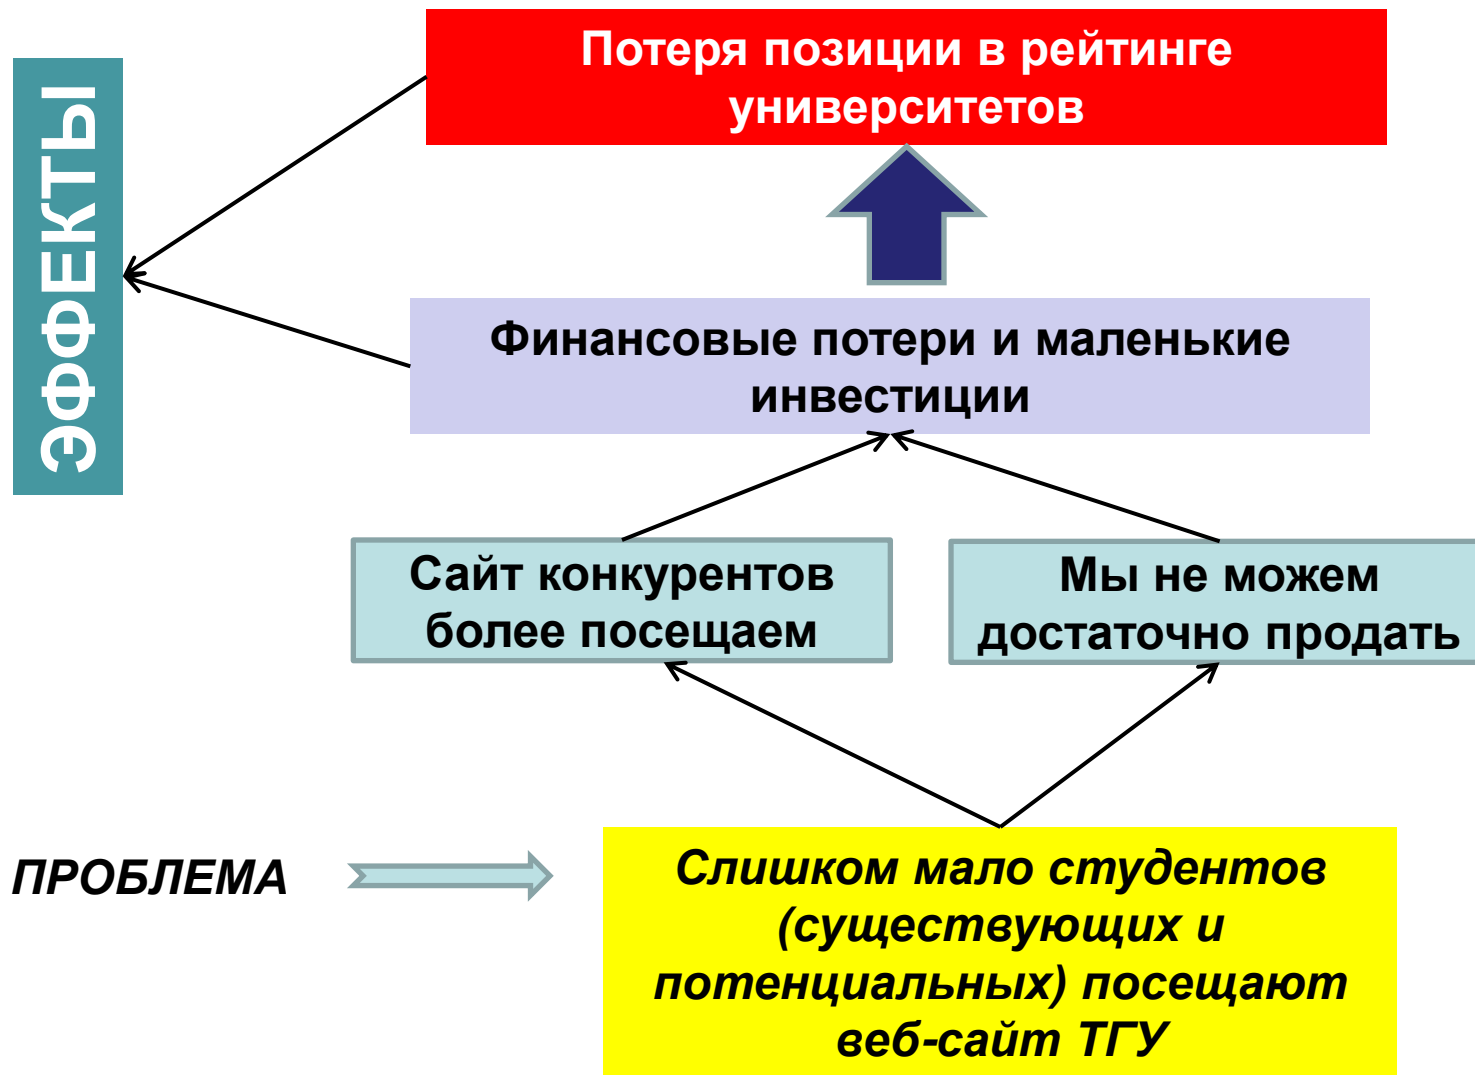 ЭФФЕКТЫ
Потеря позиции в рейтинге
университетов
Финансовые потери и маленькие
инвестиции
Сайт конкурентов
более посещаем
Мы не можем
достаточно продать
ПРОБЛЕМА
Слишком мало студентов
(существующих и
потенциальных) посещают
веб-сайт ТГУ